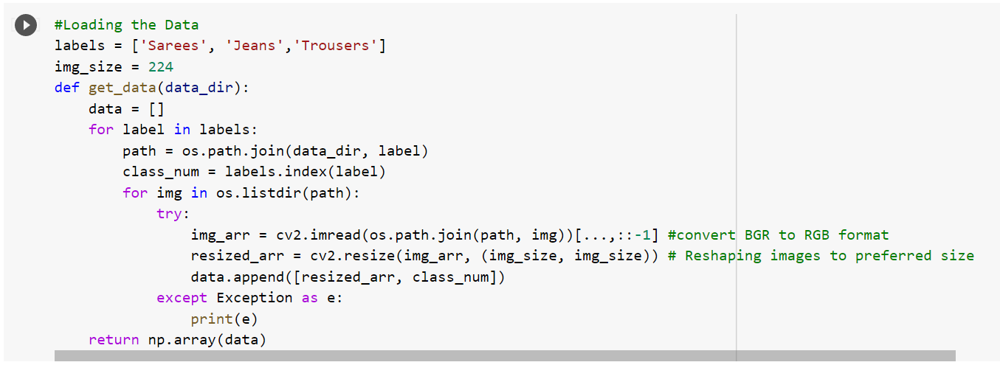 #Loading the Data
labels = ['Sarees', 'Jeans','Trousers']
img_size = 224
def get_data(data_dir):
    data = []
    for label in labels:
        path = os.path.join(data_dir, label)
        class_num = labels.index(label)
        for img in os.listdir(path):
            try:
                img_arr = cv2.imread(os.path.join(path, img))[...,::-1] #convert BGR to RGB format
                resized_arr = cv2.resize(img_arr, (img_size, img_size)) # Reshaping images to preferred size
                data.append([resized_arr, class_num])
            except Exception as e:
                print(e)
    return np.array(data)